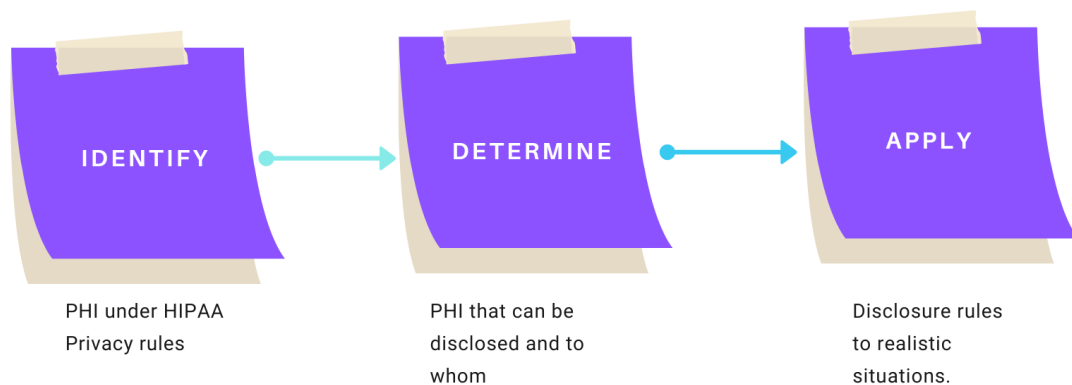 IDENTIFY
PHI under HIPAA
Privacy rules
DETERMINE
PHI that can be
disclosed and to
whom
APPLY
Disclosure rules
to realistic
situations.